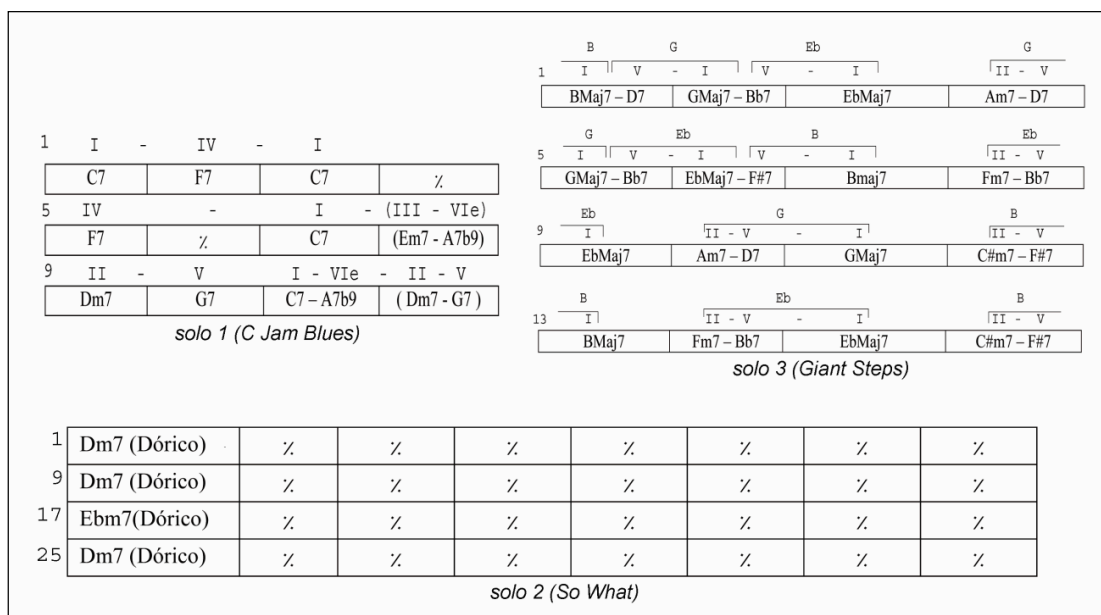 1 I - IV - I
C7 F7 C7 ٪
5 IV - I - (III - VIe)
F7 ٪ C7 (Em7 - A7b9)
9 II - V I - VIe - II - V
Dm7 G7 C7 – A7b9 ( Dm7 - G7 )
solo 1 (C Jam Blues)
B G Eb G
1 I V - I V - I II - V
BMaj7 – D7 GMaj7 – Bb7 EbMaj7 Am7 – D7
G Eb B Eb
5 I V - I V - I II - V
GMaj7 – Bb7 EbMaj7 – F#7 Bmaj7 Fm7 – Bb7
Eb G B
9 I II - V - I II - V
EbMaj7 Am7 – D7 GMaj7 C#m7 – F#7
B Eb B
13 I II - V - I II - V
BMaj7 Fm7 – Bb7 EbMaj7 C#m7 – F#7
solo 3 (Giant Steps)
1 Dm7 (Dórico) ٪ ٪ ٪ ٪ ٪ ٪ ٪
9 Dm7 (Dórico) ٪ ٪ ٪ ٪ ٪ ٪ ٪
17 Ebm7(Dórico) ٪ ٪ ٪ ٪ ٪ ٪ ٪
25 Dm7 (Dórico) ٪ ٪ ٪ ٪ ٪ ٪ ٪
solo 2 (So What)